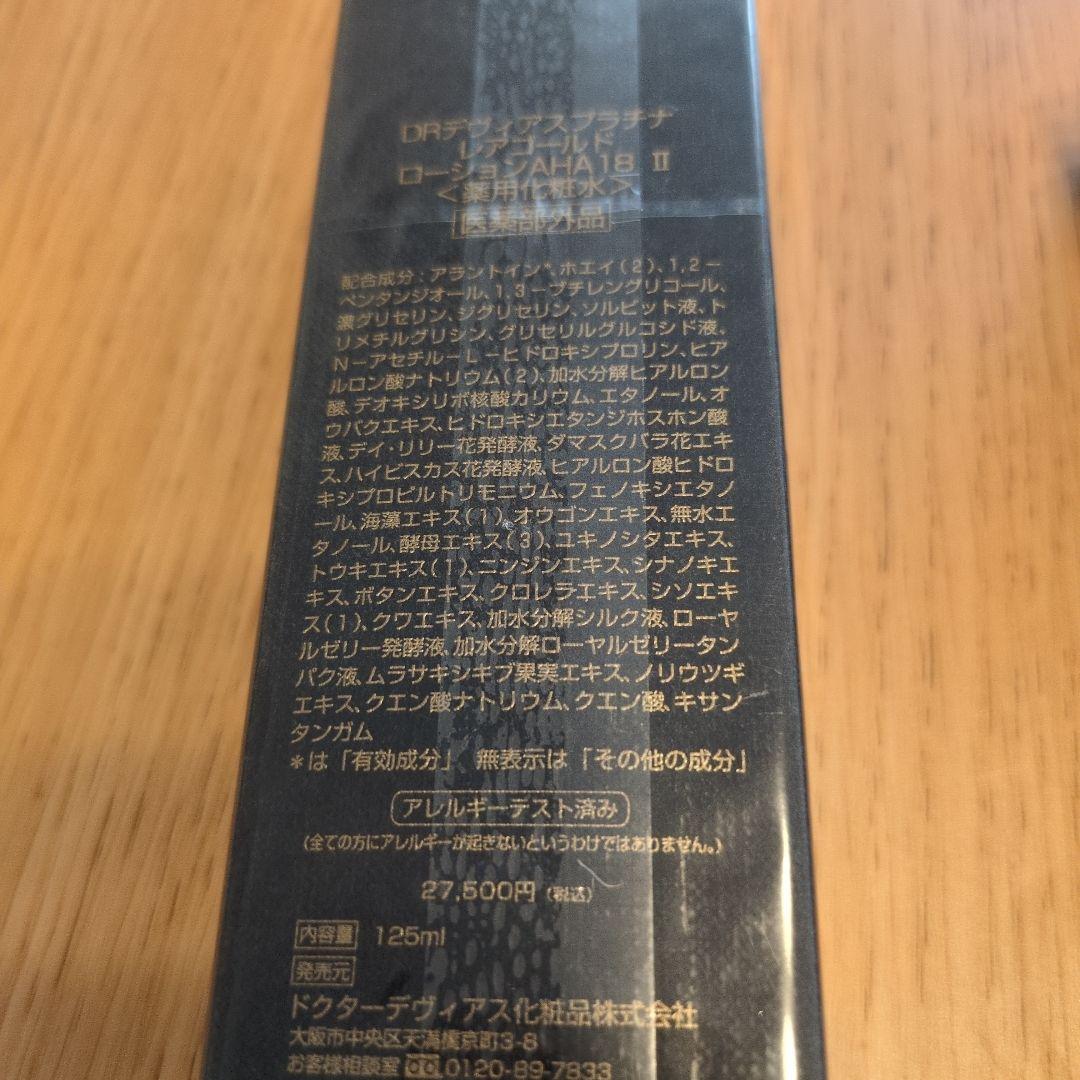 DRデヴィアスプラチナ
レアゴールド
ローションAHA18 Ⅱ
<薬用化粧水>
医薬部外品
配合成分:アラントイン*、ホエイ(2)、1,2-
ペンタンジオール、1,3-ブチレングリコール、
濃グリセリン、ジグリセリン、ソルビット液、ト
リメチルグリシン、グリセリルグルコシド液、
N-アセチル-L-ヒドロキシプロリン、ヒア
ルロン酸ナトリウム(2)、加水分解ヒアルロン
酸、デオキシリボ核酸カリウム、エタノール、オ
ウバクエキス、ヒドロキシエタンジホスホン酸
液、デイ・リリー花発酵液、ダマスクバラ花エキ
ス、ハイビスカス花発酵液、ヒアルロン酸ヒドロ
キシプロピルトリモニウム、フェノキシエタノ
ール、海藻エキス(1)、オウゴンエキス、無水エ
タノール、酵母エキス(3)、ユキノシタエキス、
トウキエキス(1)、ニンジンエキス、シナノキエ
キス、ボタンエキス、クロレラエキス、シソエキ
ス(1)、クワエキス、加水分解シルク液、ローヤ
ルゼリー発酵液、加水分解ローヤルゼリータン
パク液、ムラサキシキブ果実エキス、ノリウツギ
エキス、クエン酸ナトリウム、クエン酸、キサン
タンガム
*は「有効成分」 無表示は「その他の成分」
アレルギーテスト済み
(全ての方にアレルギーが起きないというわけではありません。)
27,500円(税込)
内容量 125ml
発売元
ドクターデヴィアス化粧品株式会社
大阪市中央区天満橋京町3-8
お客様相談室 0120-89-7833